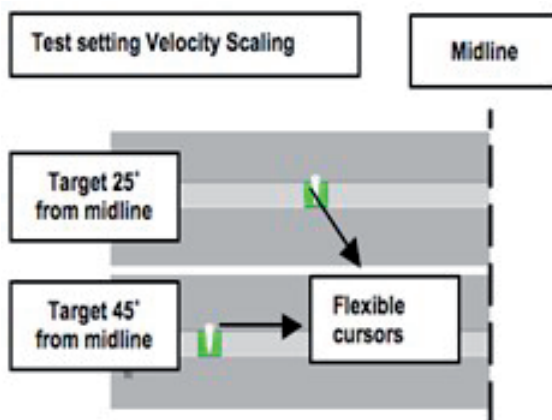 Test setting Velocity Scaling
Midline
Target 25°
from midline
Target 45°
from midline
Flexible
cursors